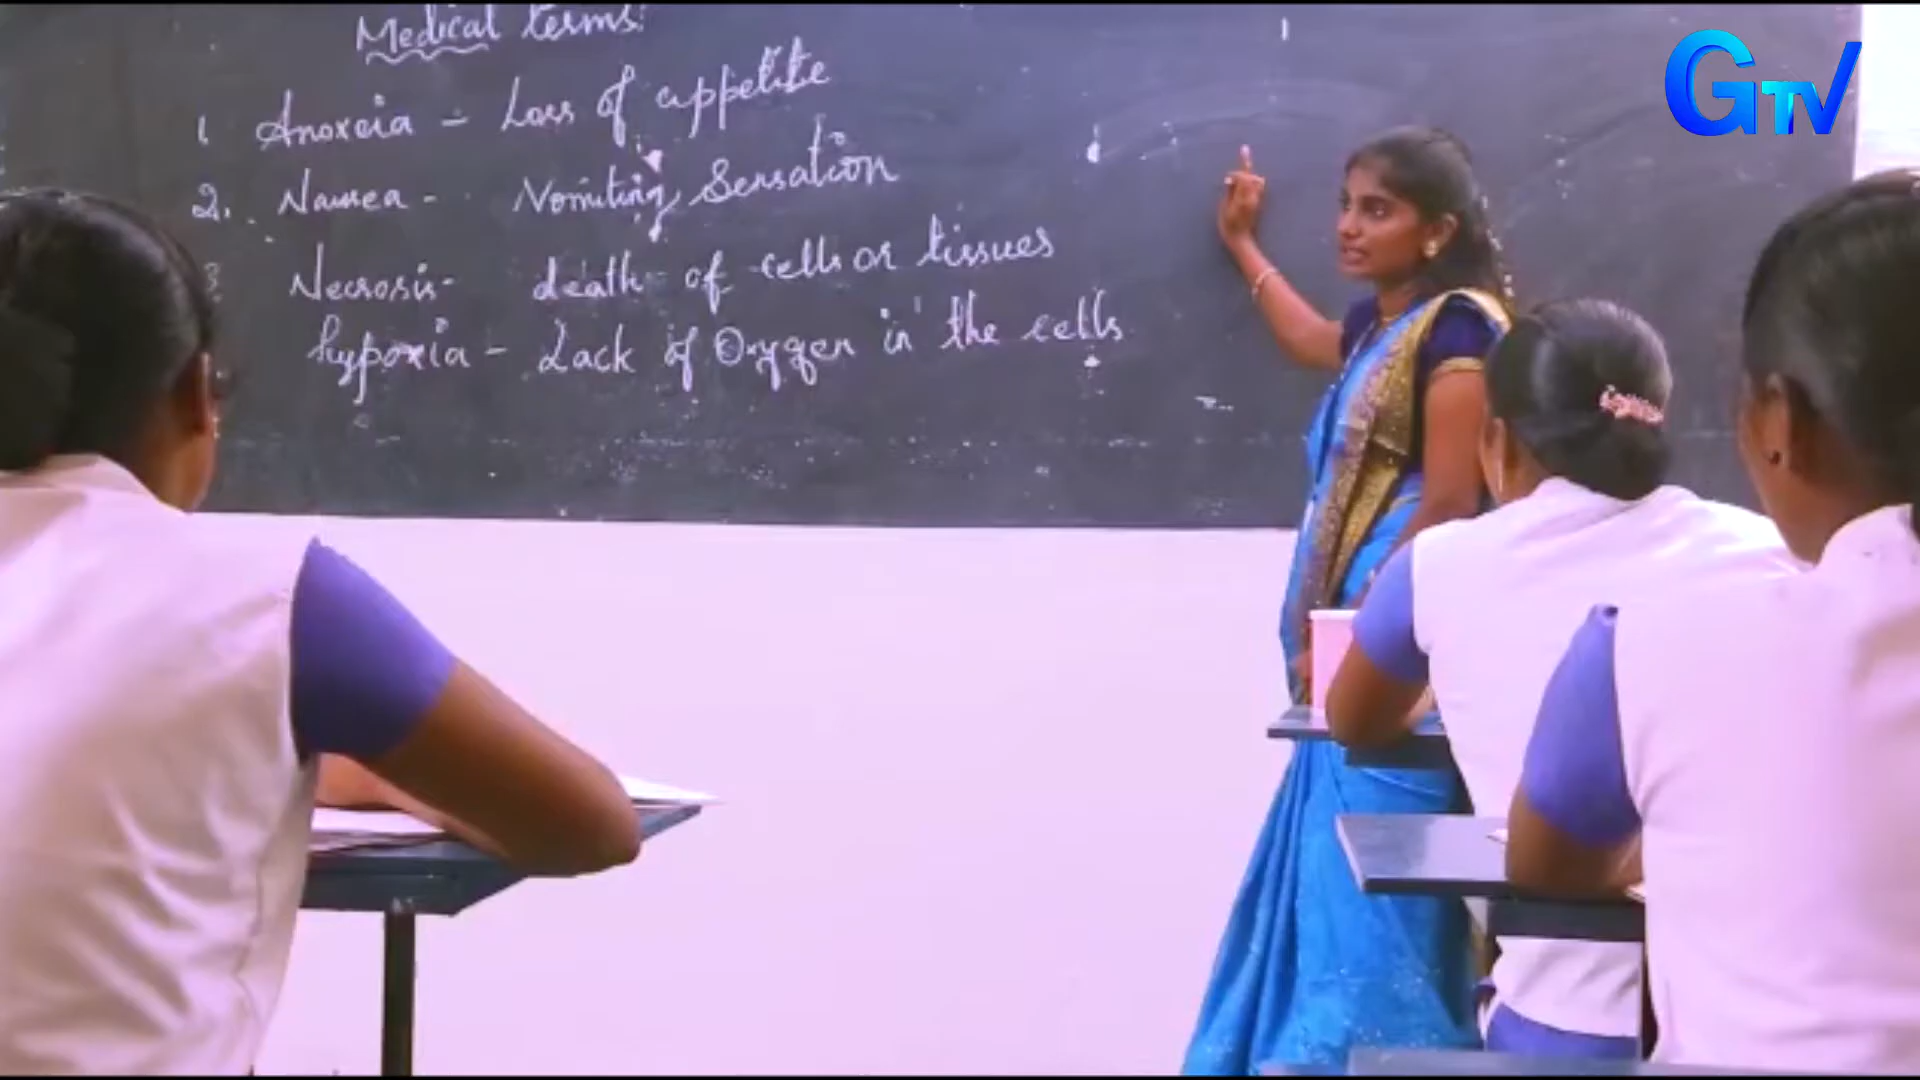 Medical terms:
1. Anoxeia - Loss of appetite
2. Nausea - Vomiting Sensation
3 Necrosis - death of cells or tissues
hypoxia - Lack of Oxygen in the cells
GTV